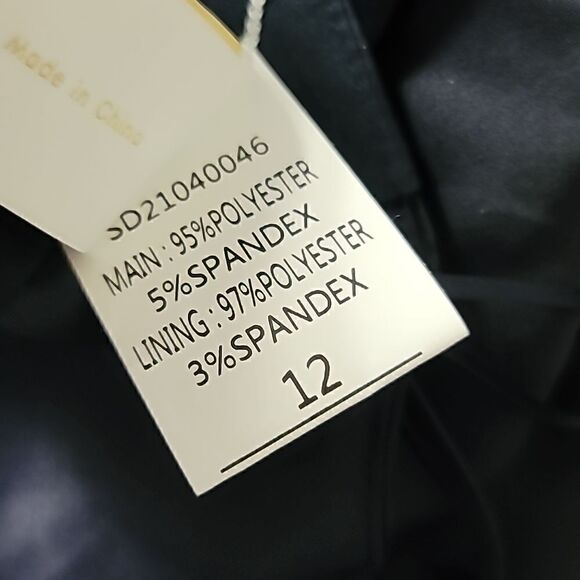 Made in China
SD21040046
MAIN : 95%POLYESTER
5%SPANDEX
LINING : 97%POLYESTER
3%SPANDEX
12